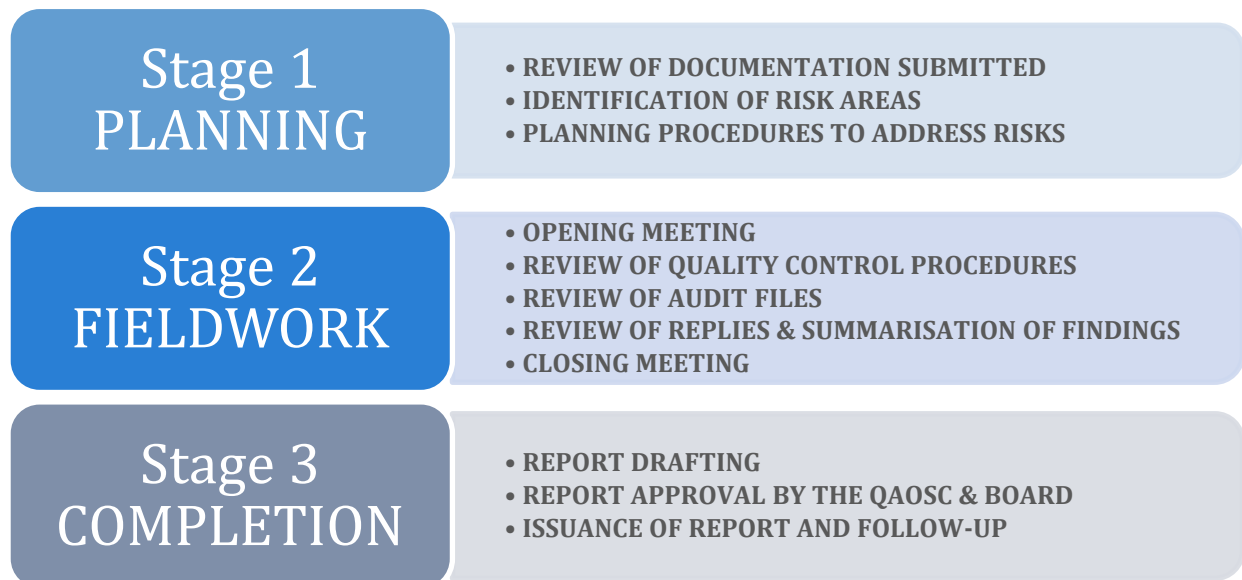 Stage 1
PLANNING
• REVIEW OF DOCUMENTATION SUBMITTED
• IDENTIFICATION OF RISK AREAS
• PLANNING PROCEDURES TO ADDRESS RISKS
Stage 2
FIELDWORK
• OPENING MEETING
• REVIEW OF QUALITY CONTROL PROCEDURES
• REVIEW OF AUDIT FILES
• REVIEW OF REPLIES & SUMMARISATION OF FINDINGS
• CLOSING MEETING
Stage 3
COMPLETION
• REPORT DRAFTING
• REPORT APPROVAL BY THE QAOSC & BOARD
• ISSUANCE OF REPORT AND FOLLOW-UP